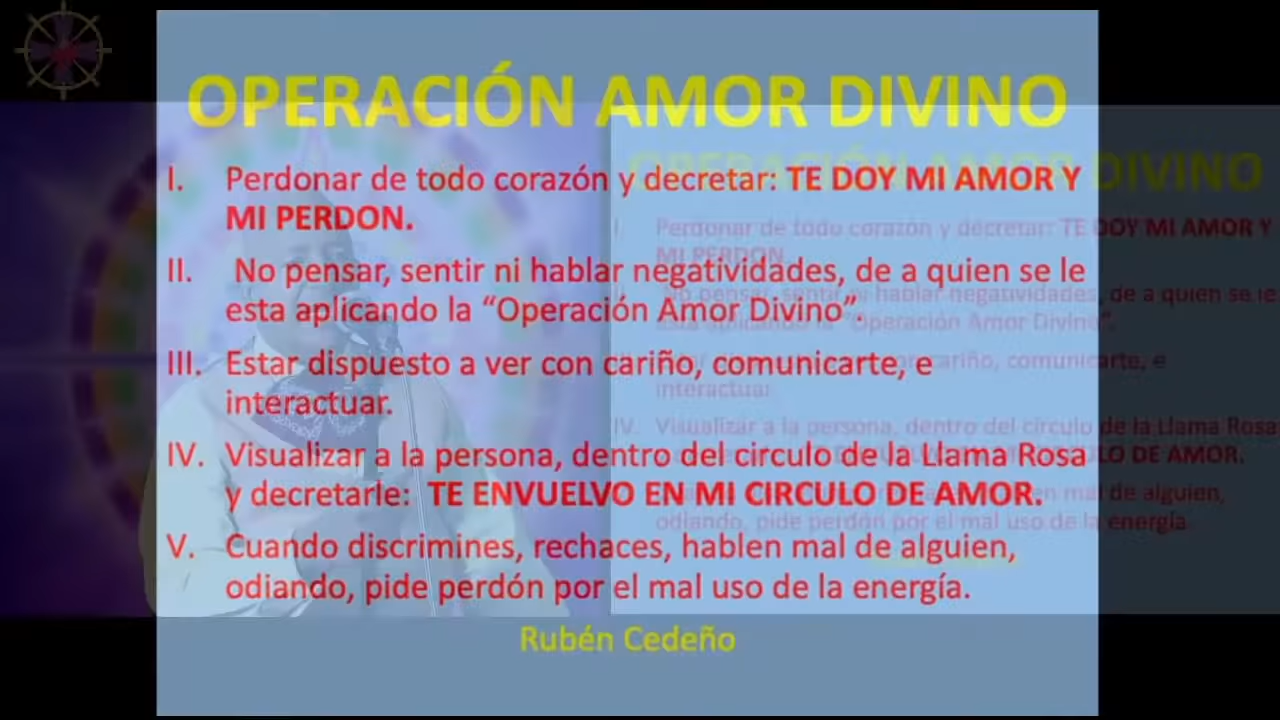 OPERACIÓN AMOR DIVINO
I. Perdonar de todo corazón y decretar: TE DOY MI AMOR Y
MI PERDON.
II. No pensar, sentir ni hablar negatividades, de a quien se le
esta aplicando la “Operación Amor Divino”.
III. Estar dispuesto a ver con cariño, comunicarte, e
interactuar.
IV. Visualizar a la persona, dentro del circulo de la Llama Rosa
y decretarle: TE ENVUELVO EN MI CIRCULO DE AMOR.
V. Cuando discrimines, rechaces, hablen mal de alguien,
odiando, pide perdón por el mal uso de la energía.
Rubén Cedeño